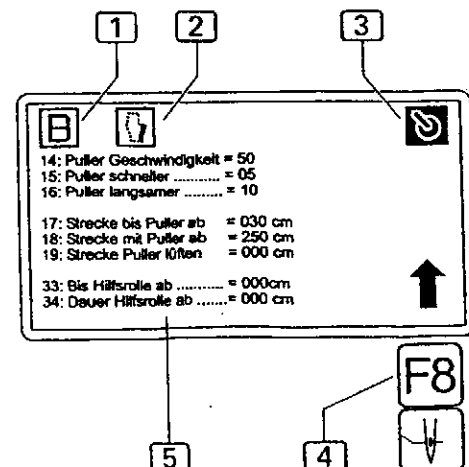 1 2 3
B
14: Puller Geschwindigkeit = 50
15: Puller schneller .......... = 05
16: Puller langsamer ......... = 10
17: Strecke bis Puller ab = 030 cm
18: Strecke mit Puller ab = 250 cm
19: Strecke Puller lüften = 000 cm
33: Bis Hilfsrolle ab ......... = 000cm
34: Dauer Hilfsrolle ab ....... = 000 cm
F8
5 4